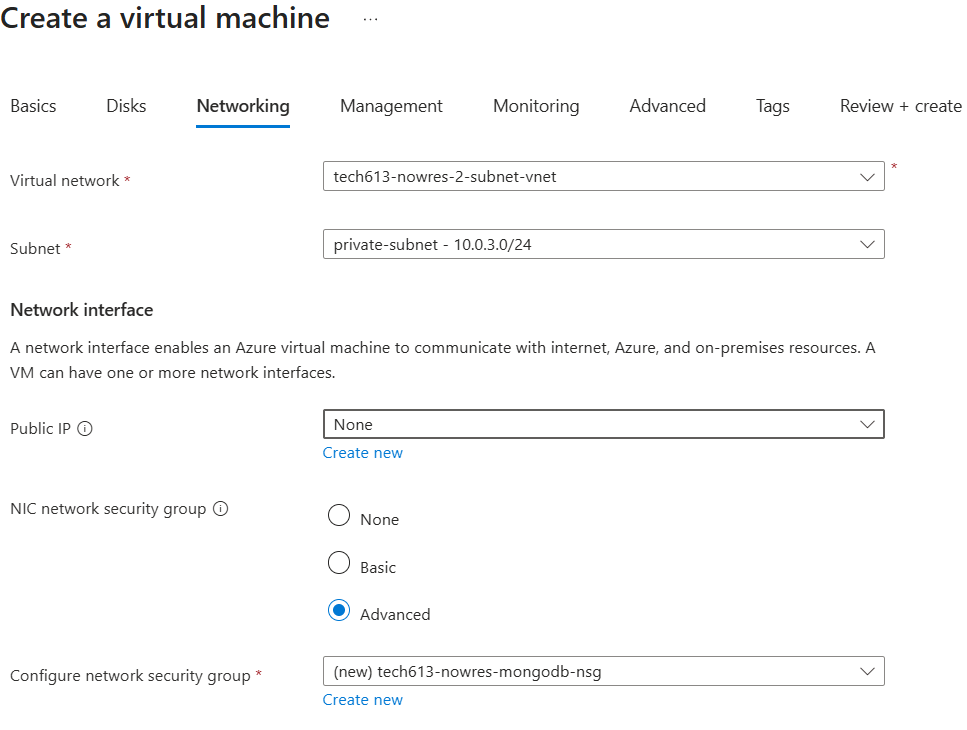 Create a virtual machine ...
Basics Disks Networking Management Monitoring Advanced Tags Review + create
Virtual network * tech613-nowres-2-subnet-vnet *
Subnet * private-subnet - 10.0.3.0/24
Network interface
A network interface enables an Azure virtual machine to communicate with internet, Azure, and on-premises resources. A
VM can have one or more network interfaces.
Public IP None
Create new
NIC network security group
None
Basic
Advanced
Configure network security group * (new) tech613-nowres-mongodb-nsg
Create new